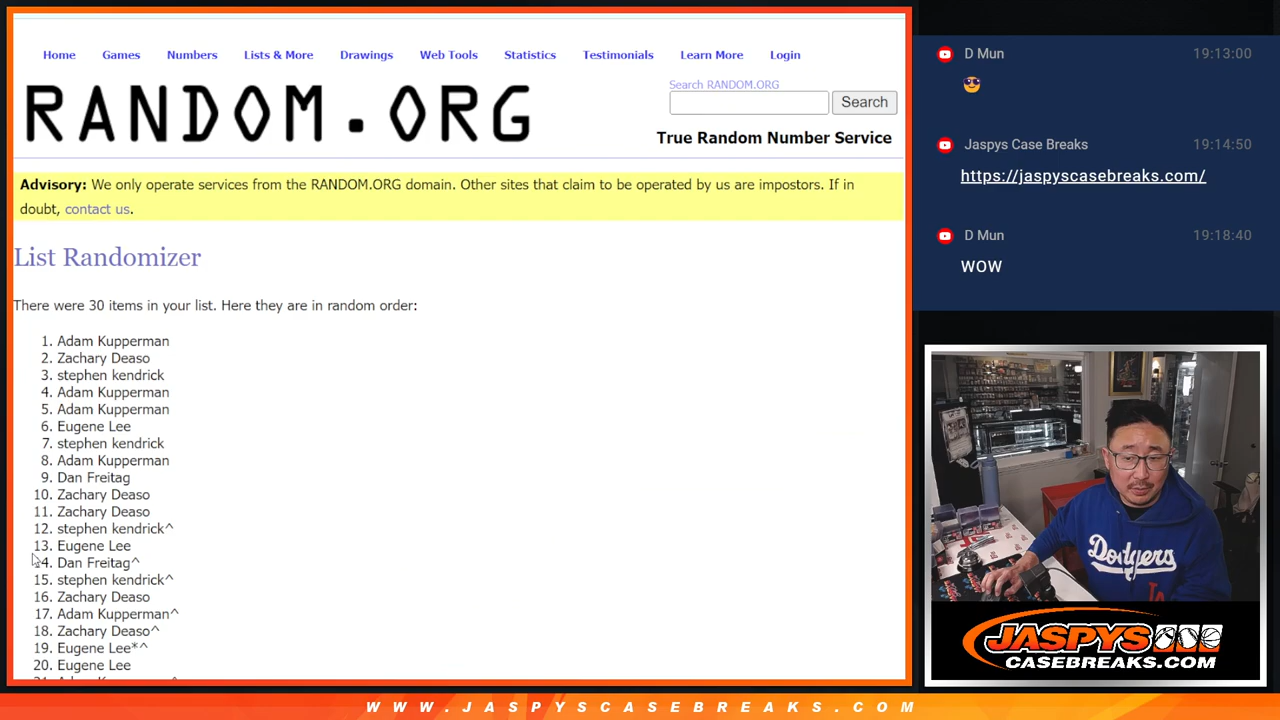 Home Games Numbers Lists & More Drawings Web Tools Statistics Testimonials Learn More Login
RANDOM.ORG
Search RANDOM.ORG
Search
True Random Number Service
Advisory: We only operate services from the RANDOM.ORG domain. Other sites that claim to be operated by us are impostors. If in
doubt, contact us.
List Randomizer
There were 30 items in your list. Here they are in random order:
1. Adam Kupperman
2. Zachary Deaso
3. stephen kendrick
4. Adam Kupperman
5. Adam Kupperman
6. Eugene Lee
7. stephen kendrick
8. Adam Kupperman
9. Dan Freitag
10. Zachary Deaso
11. Zachary Deaso
12. stephen kendrick^
13. Eugene Lee
14. Dan Freitag^
15. stephen kendrick^
16. Zachary Deaso
17. Adam Kupperman^
18. Zachary Deaso^
19. Eugene Lee*^
20. Eugene Lee
D Mun 19:13:00
Jaspys Case Breaks 19:14:50
https://jaspyscasebreaks.com/
D Mun 19:18:40
WOW
Dodgers
JASPYS
CASEBREAKS.COM
WWW.JASPYSCASEBREAKS.COM